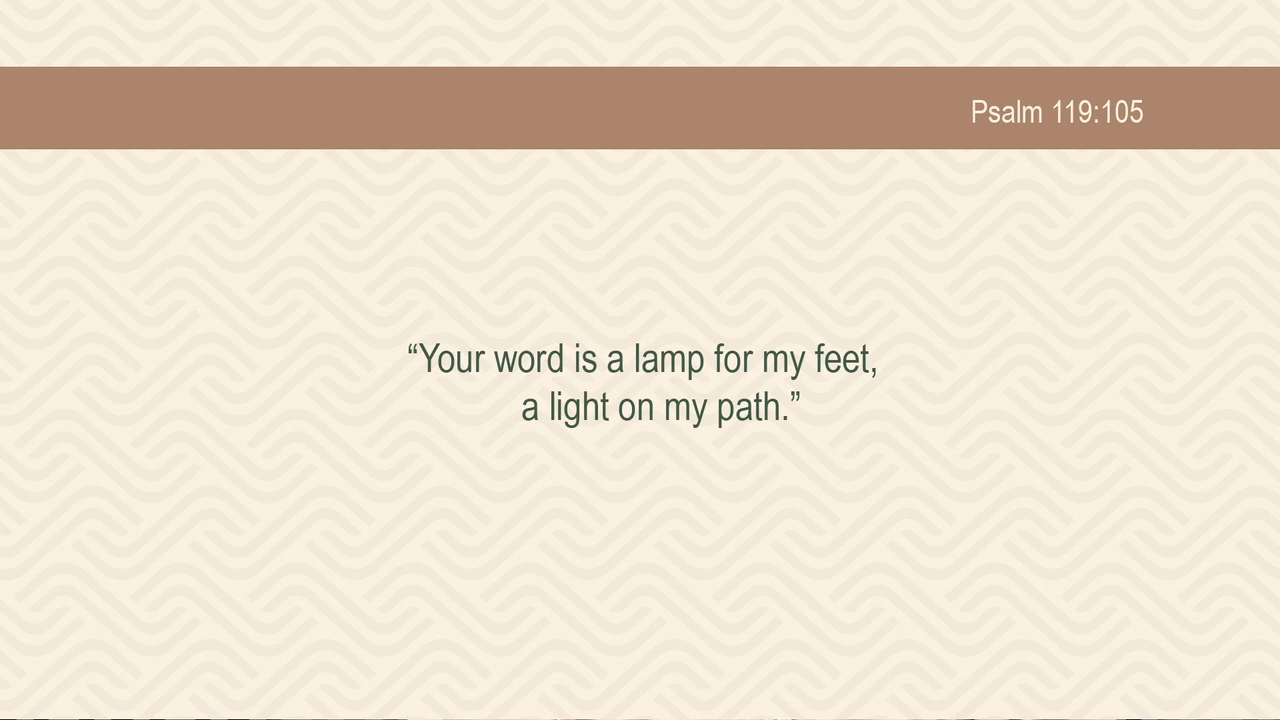 Psalm 119:105
“Your word is a lamp for my feet,
a light on my path.”